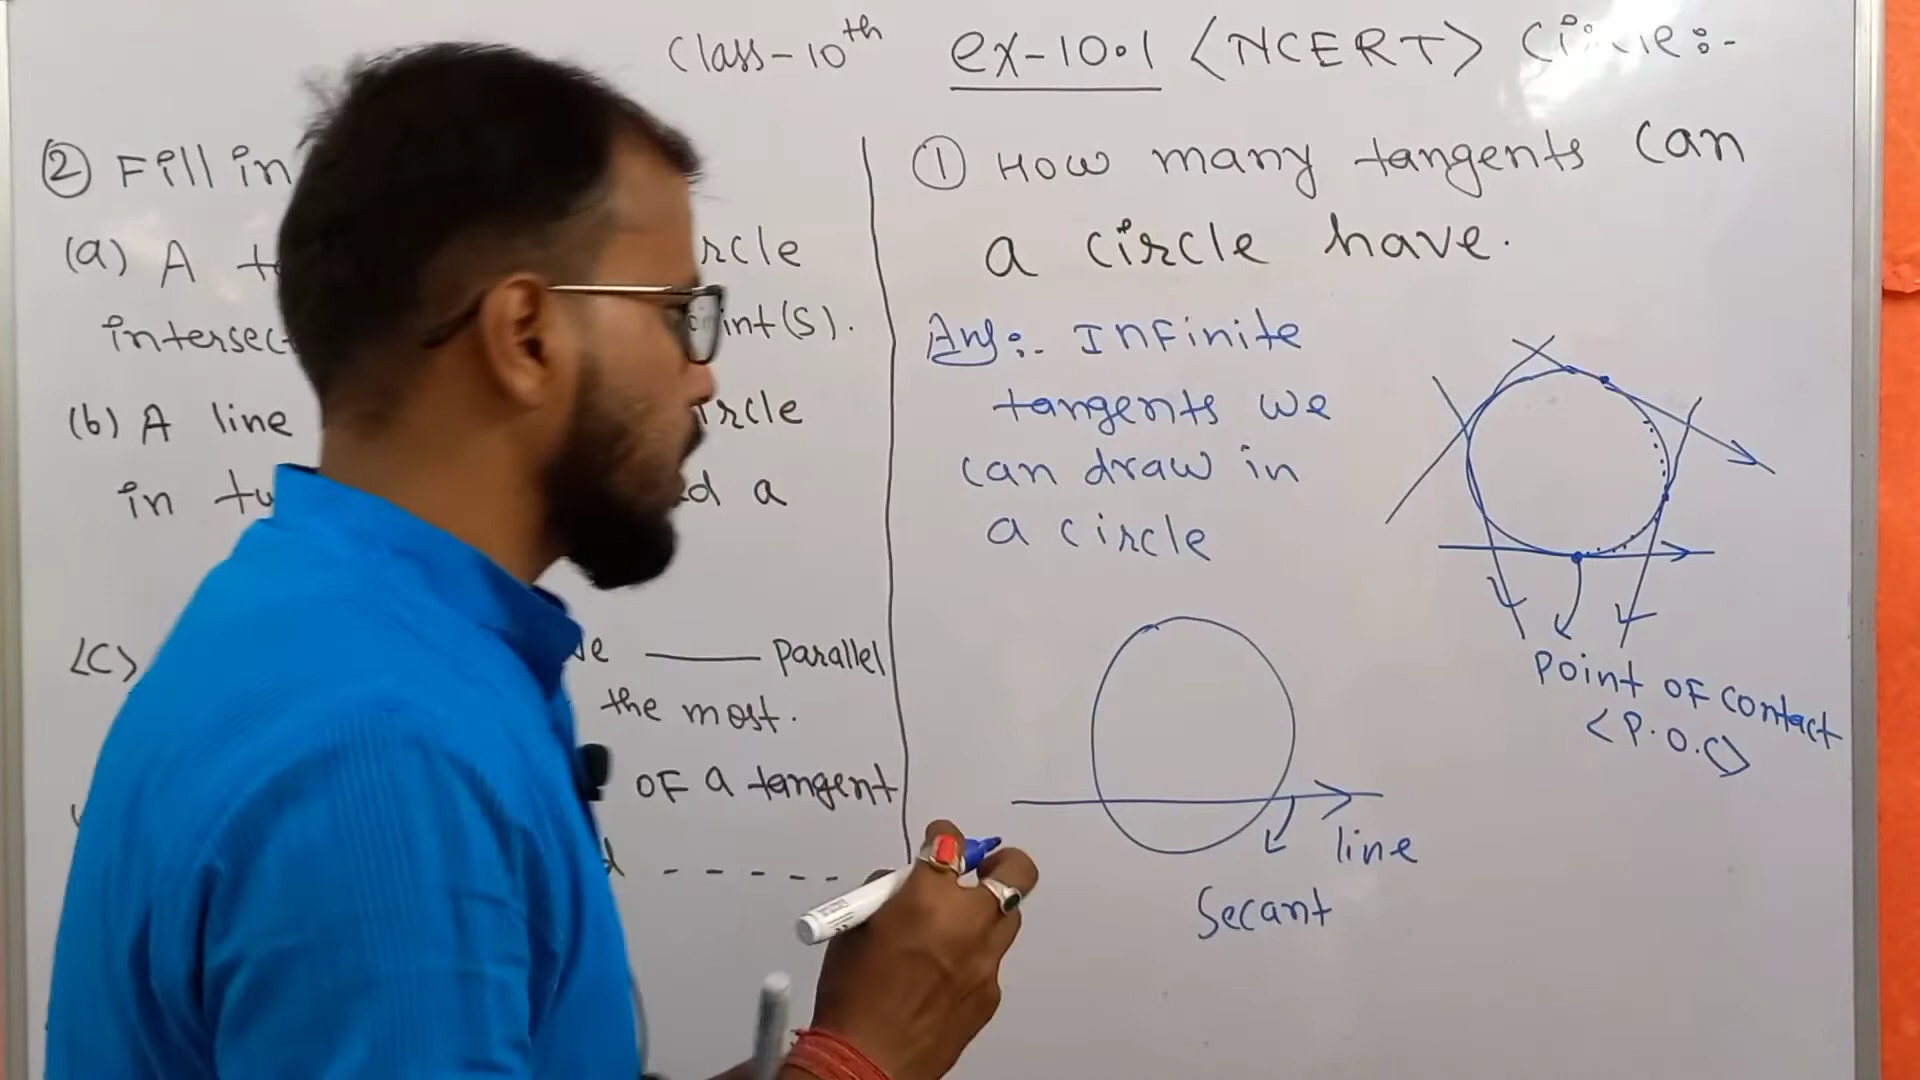 Class-10th ex-10.1 <NCERT> Circle:-
② Fill in
(a) A rcle
intersec int(s).
(b) A line ircle
in tw d a
<c> ve ____ Parallel
the most.
OF a tangent
d - - - - -
① How many tangents can
a circle have.
Ans:- Infinite
tangents we
can draw in
a circle
Point OF Contact
<P.O.C>
line
Secant